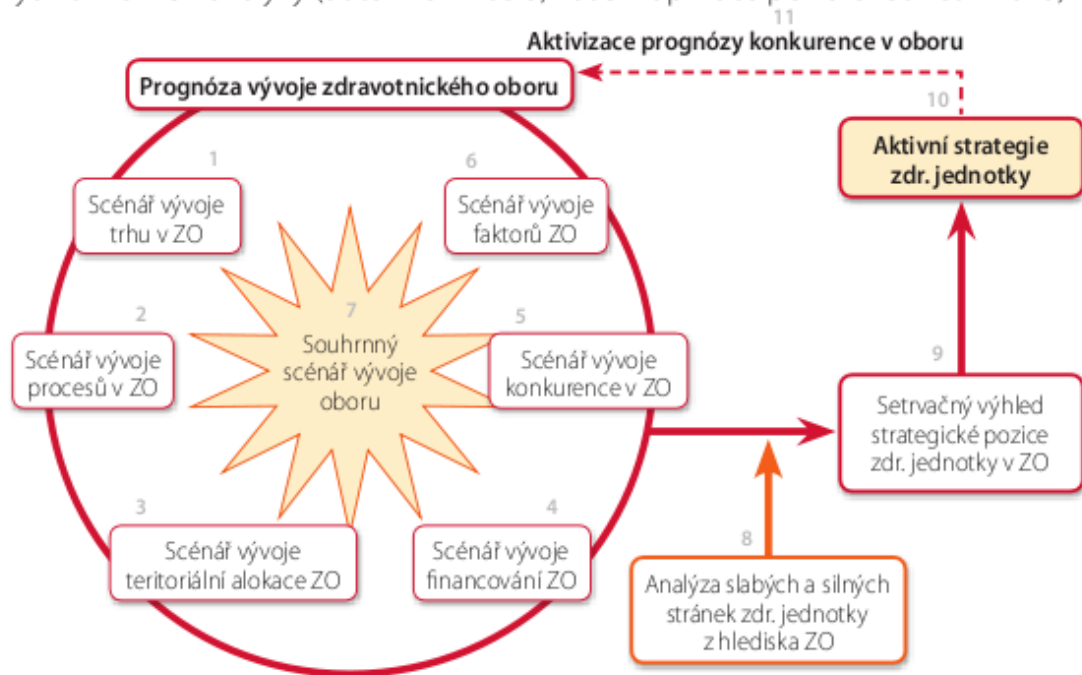 11
Aktivizace prognózy konkurence v oboru
Prognóza vývoje zdravotnického oboru
10
Aktivní strategie
zdr. jednotky
1
Scénář vývoje
trhu v ZO
6
Scénář vývoje
faktorů ZO
2
Scénář vývoje
procesů v ZO
7
Souhrnný
scénář vývoje
oboru
5
Scénář vývoje
konkurence v ZO
9
Setrvačný výhled
strategické pozice
zdr. jednotky v ZO
3
Scénář vývoje
teritoriální alokace ZO
4
Scénář vývoje
financování ZO
8
Analýza slabých a silných
stránek zdr. jednotky
z hlediska ZO